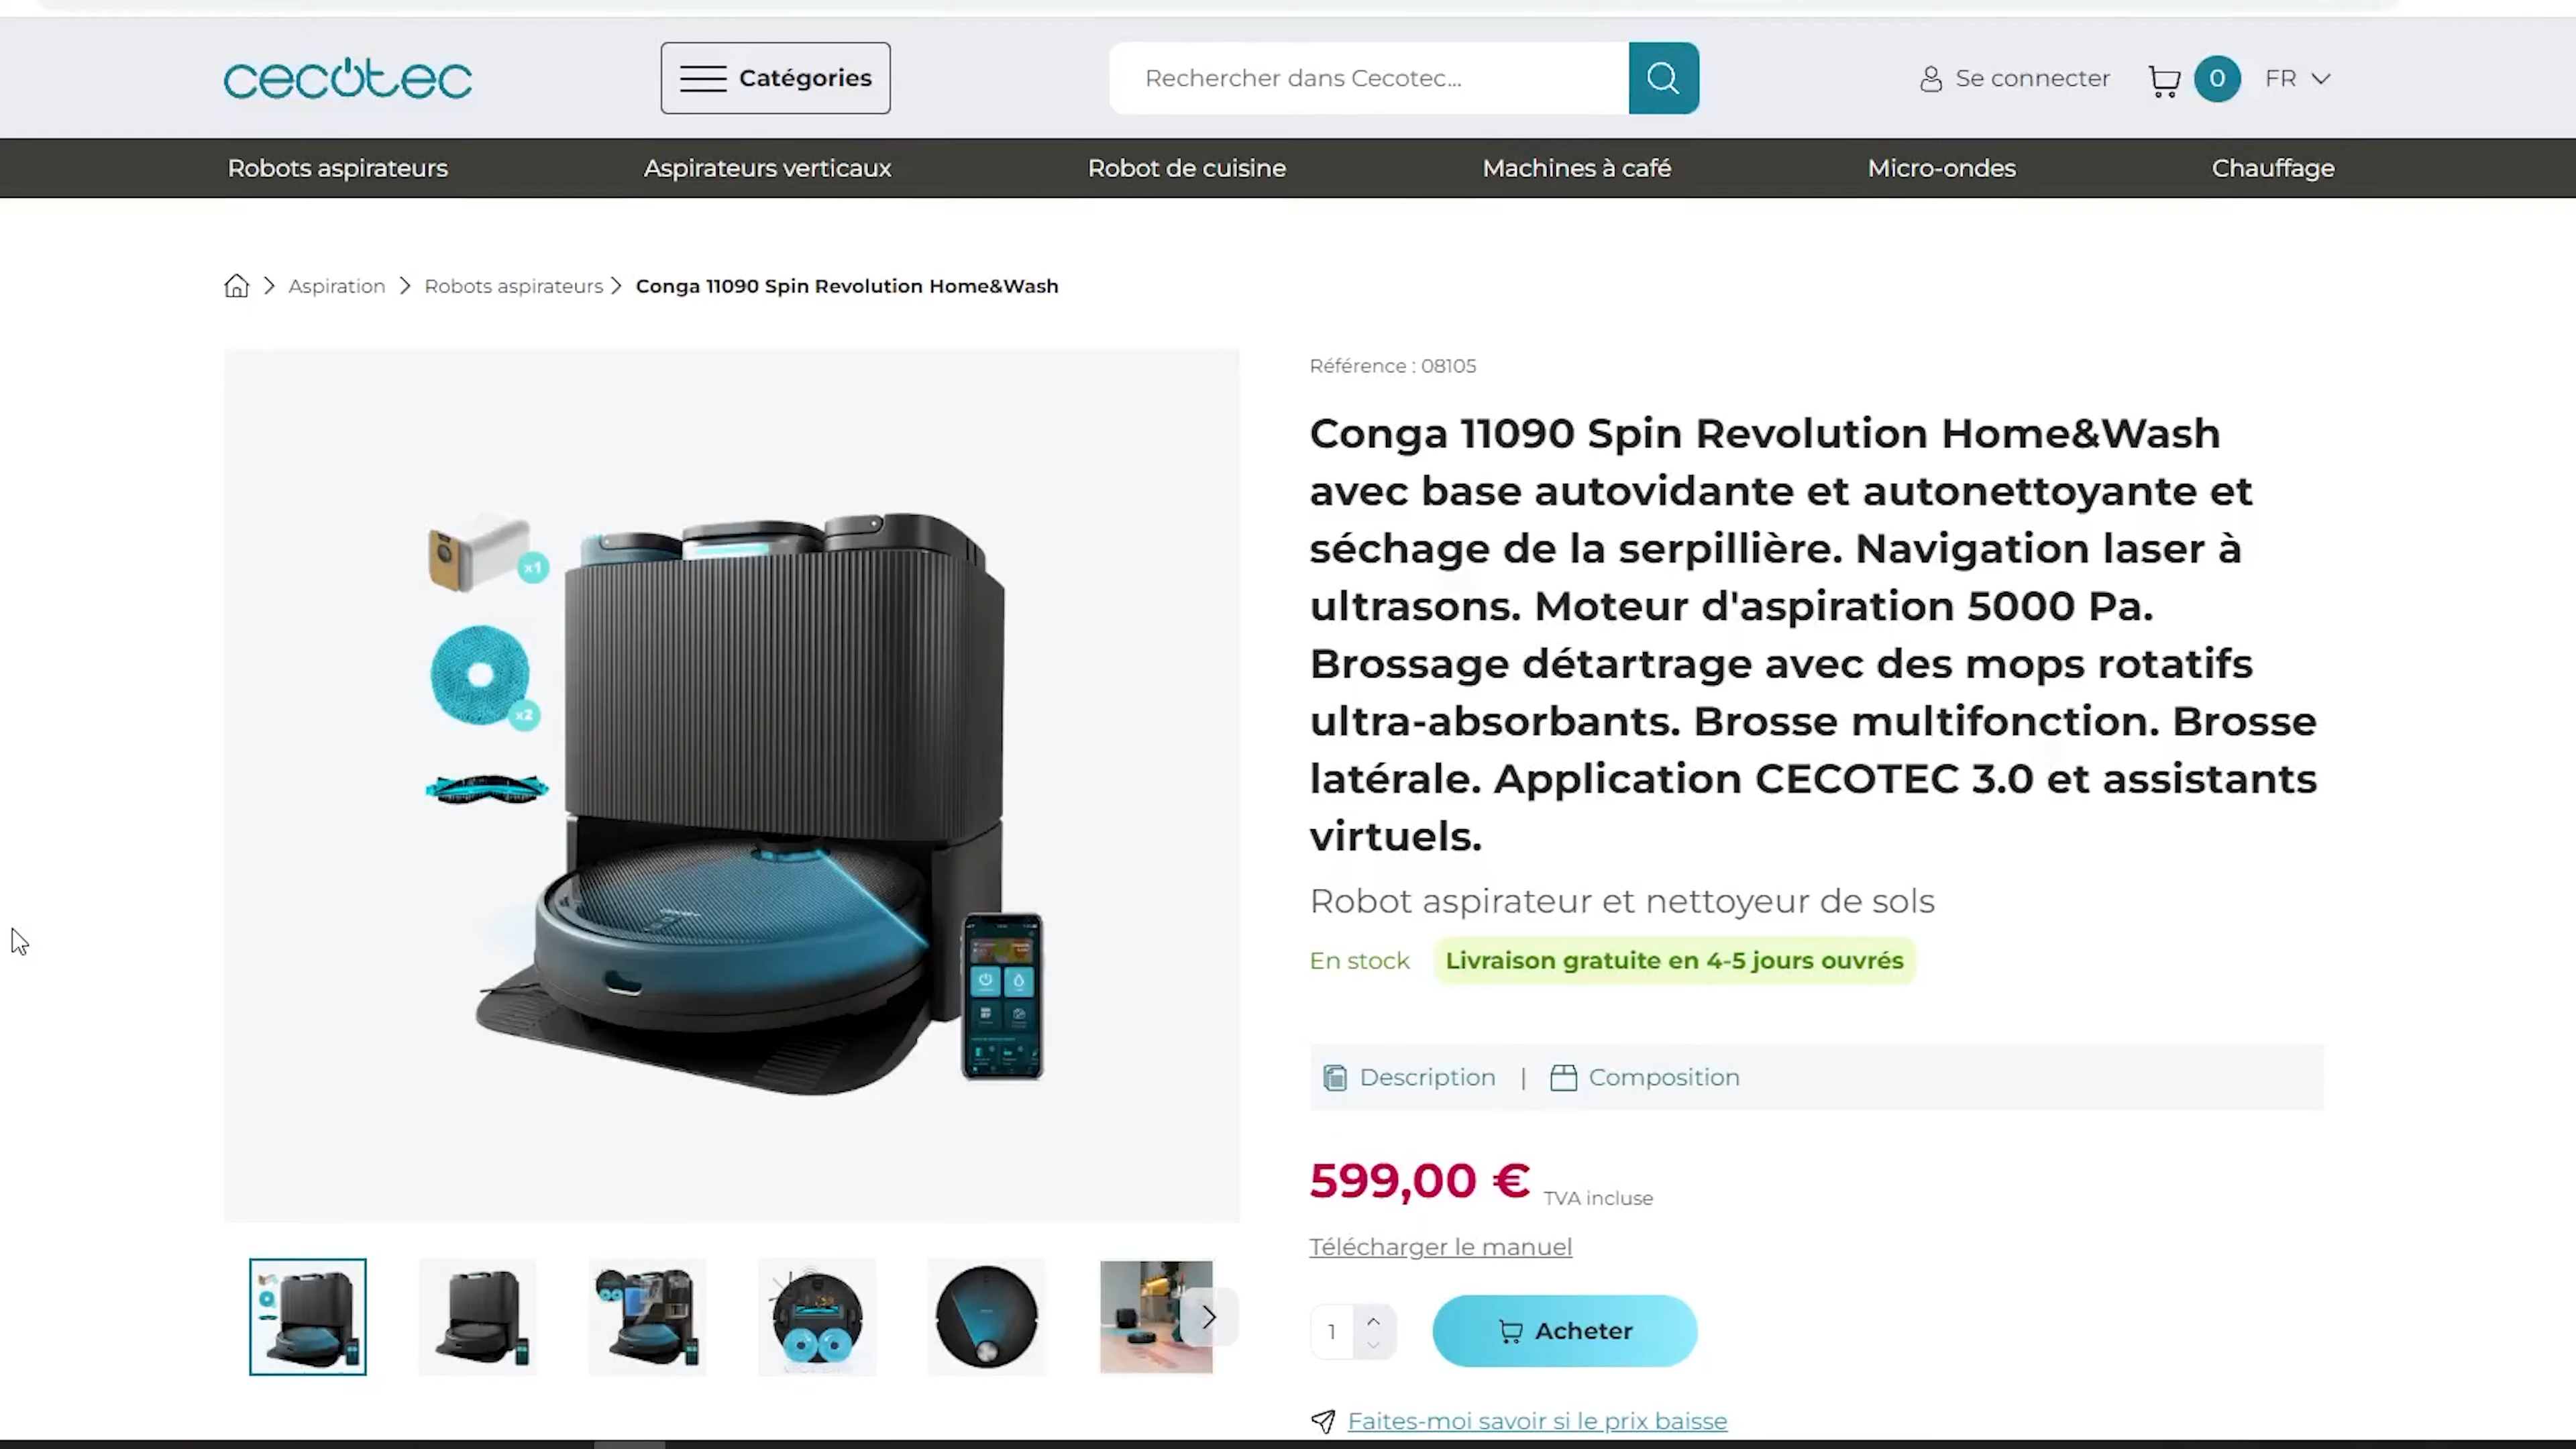 cecotec
Catégories
Rechercher dans Cecotec...
Se connecter
0
FR
Robots aspirateurs
Aspirateurs verticaux
Robot de cuisine
Machines à café
Micro-ondes
Chauffage
Aspiration
Robots aspirateurs
Conga 11090 Spin Revolution Home&Wash
x1
x2
Référence : 08105
Conga 11090 Spin Revolution Home&Wash
avec base autovidante et autonettoyante et
séchage de la serpillière. Navigation laser à
ultrasons. Moteur d'aspiration 5000 Pa.
Brossage détartrage avec des mops rotatifs
ultra-absorbants. Brosse multifonction. Brosse
latérale. Application CECOTEC 3.0 et assistants
virtuels.
Robot aspirateur et nettoyeur de sols
En stock
Livraison gratuite en 4-5 jours ouvrés
Description | Composition
599,00 € TVA incluse
Télécharger le manuel
1
Acheter
Faites-moi savoir si le prix baisse